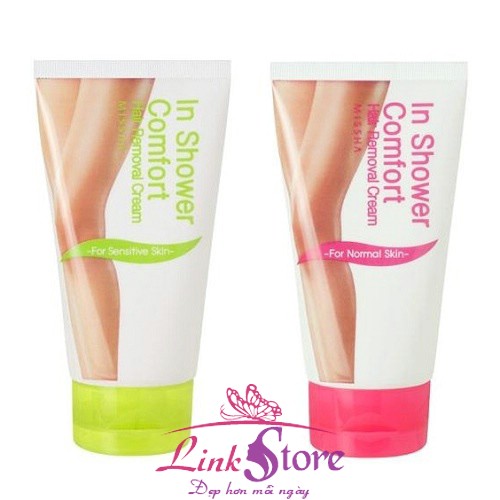 In Shower
Comfort
Hair Removal Cream
MISSHA
~For Sensitive Skin~
In Shower
Comfort
Hair Removal Cream
MISSHA
~For Normal Skin~
Link Store
Đẹp hơn mỗi ngày